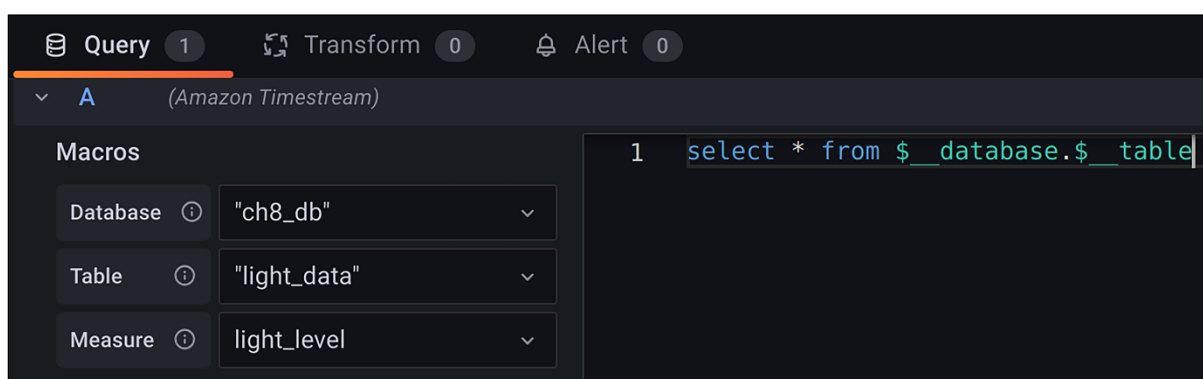 Query 1 Transform 0 Alert 0
A (Amazon Timestream)
Macros
Database "ch8_db"
Table "light_data"
Measure light_level
1 select * from $__database.$__table